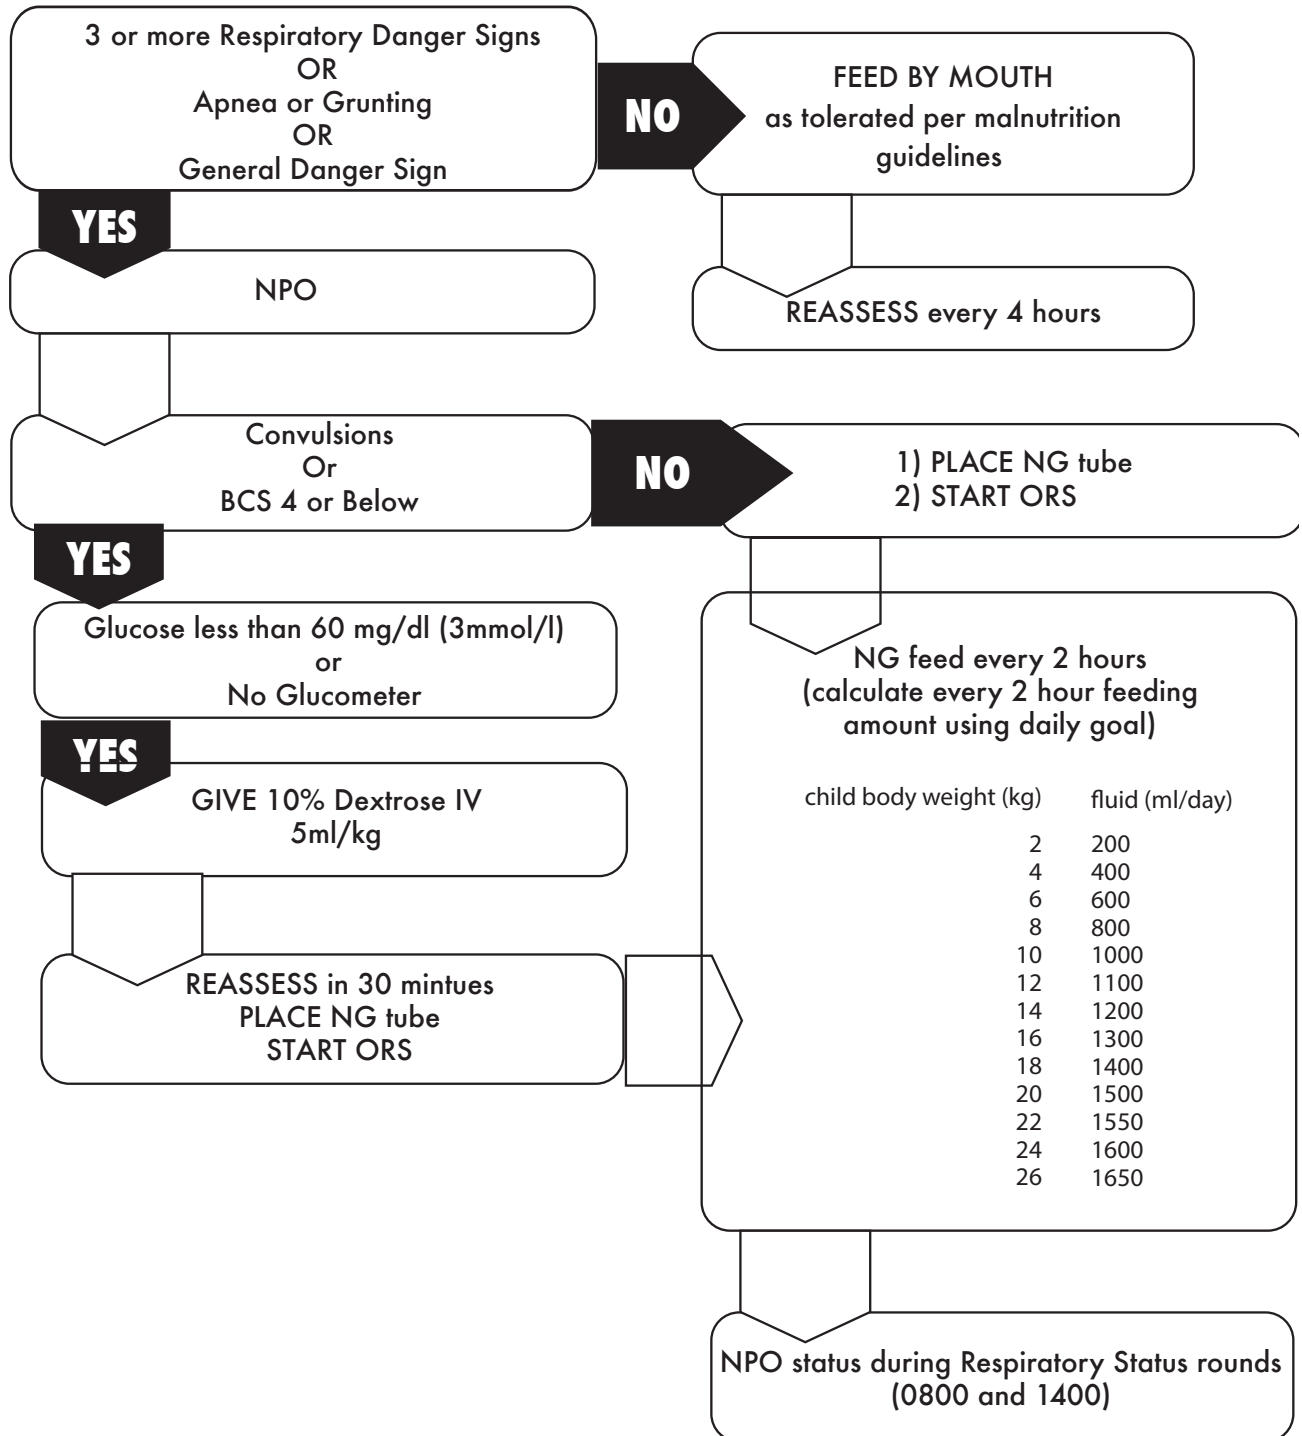 3 or more Respiratory Danger Signs
OR
Apnea or Grunting
OR
General Danger Sign
NO
FEED BY MOUTH
as tolerated per malnutrition
guidelines
YES
NPO
REASSESS every 4 hours
Convulsions
Or
BCS 4 or Below
NO
1) PLACE NG tube
2) START ORS
YES
Glucose less than 60 mg/dl (3mmol/l)
or
No Glucometer
YES
GIVE 10% Dextrose IV
5ml/kg
REASSESS in 30 mintues
PLACE NG tube
START ORS
NG feed every 2 hours
(calculate every 2 hour feeding
amount using daily goal)
child body weight (kg) fluid (ml/day)
2 200
4 400
6 600
8 800
10 1000
12 1100
14 1200
16 1300
18 1400
20 1500
22 1550
24 1600
26 1650
NPO status during Respiratory Status rounds
(0800 and 1400)